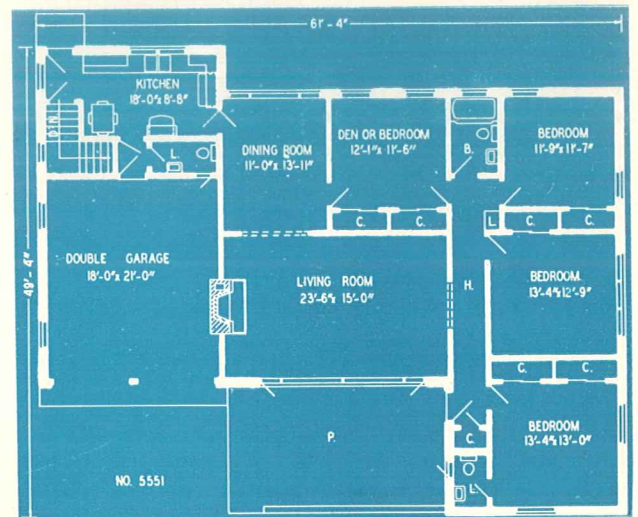 61'-4"
KITCHEN
18'-0"x 8'-8"
DN.
L.
DINING ROOM
11'-0"x 13'-11"
DEN OR BEDROOM
12'-1"x 11'-6"
B.
BEDROOM
11'-9"x 11'-7"
C.
C.
L.
C.
C.
49'-4"
DOUBLE GARAGE
18'-0"x 21'-0"
LIVING ROOM
23'-6"x 15'-0"
H.
BEDROOM
13'-4"x 12'-9"
C.
C.
P.
C.
BEDROOM
13'-4"x 13'-0"
L.
NO. 5551